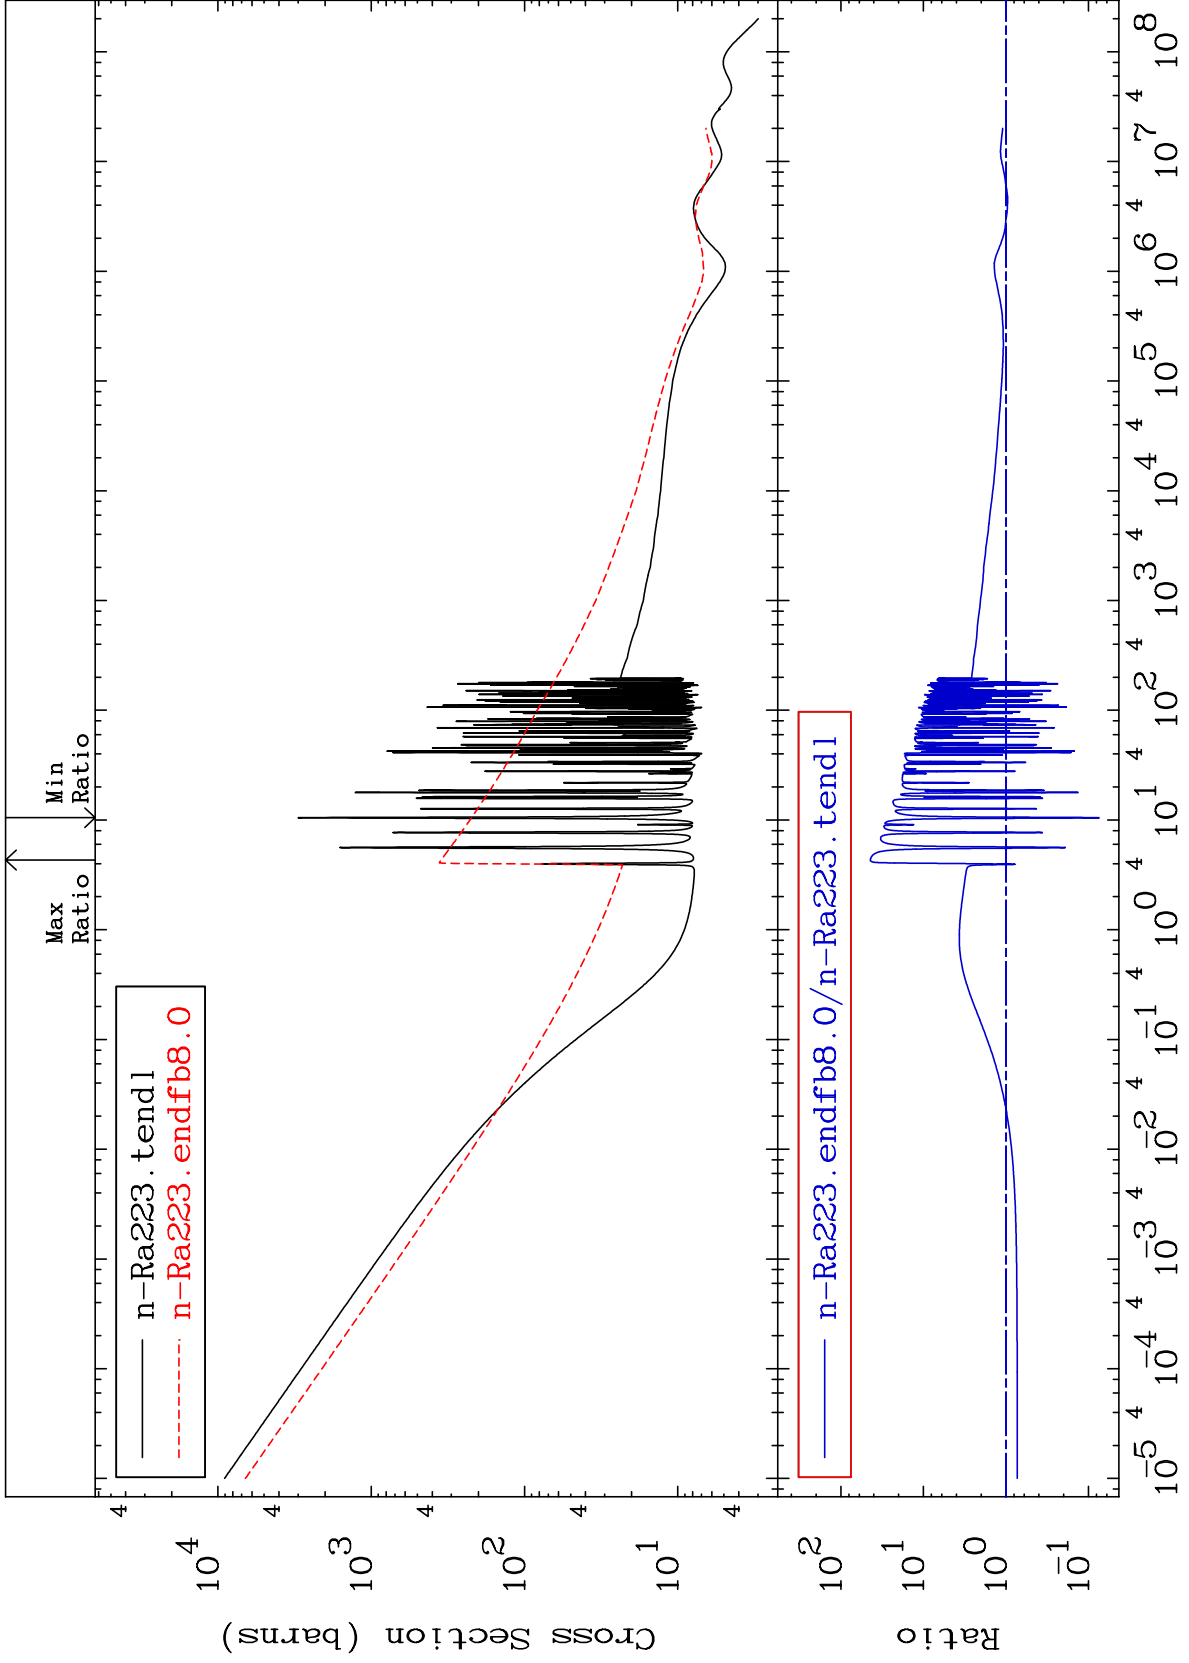 Max
Ratio
Min
Ratio
n-Ra223.tendl
n-Ra223.endfb8.0
Cross Section (barns)
4
10^4
4
10^3
4
10^2
4
10^1
4
n-Ra223.endfb8.0/n-Ra223.tendl
Ratio
10^2
10^1
10^0
10^-1
10^-5 4 10^-4 4 10^-3 4 10^-2 4 10^-1 4 10^0 4 10^1 4 10^2 4 10^3 4 10^4 4 10^5 4 10^6 4 10^7 4 10^8